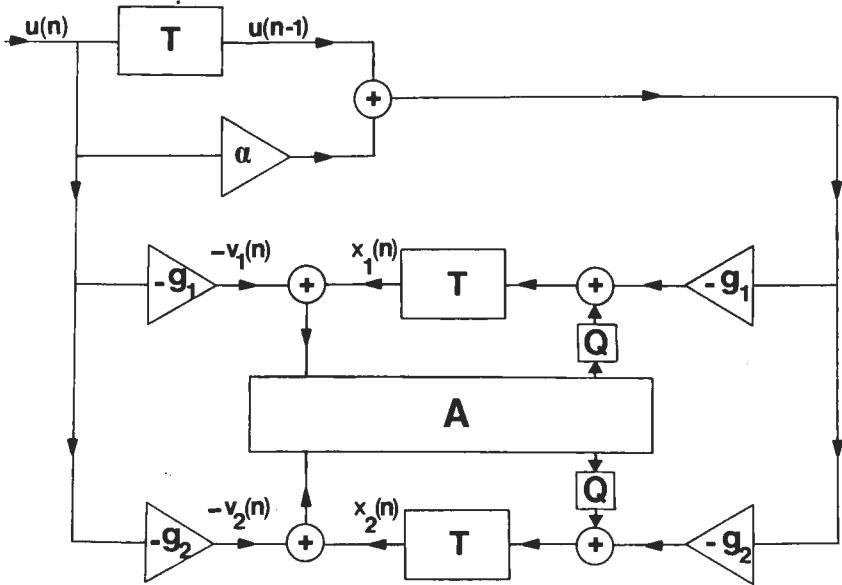 u(n) T u(n-1)
+
α
-v₁(n) x₁(n)
-g₁ + T + -g₁
Q
A
Q
-v₂(n) x₂(n)
-g₂ + T + -g₂